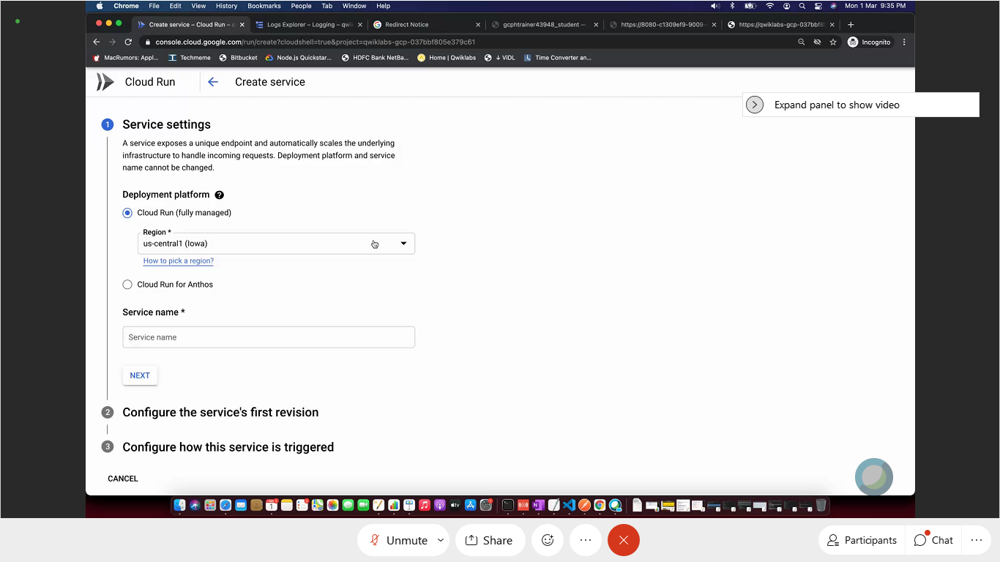 Chrome File Edit View History Bookmarks People Tab Window Help Mon 1 Mar 9:35 PM
Create service – Cloud Run – q Logs Explorer – Logging – qwik Redirect Notice gcphtrainer43948_student — https://8080-c1309ef9-9009- https://qwiklabs-gcp-037bbf
console.cloud.google.com/run/create?cloudshell=true&project=qwiklabs-gcp-037bbf805e379c61 Incognito
MacRumors: Appl... Techmeme Bitbucket Node.js Quickstar... HDFC Bank NetBa... Home | Qwiklabs ↓ ViDL Time Converter an...
Cloud Run Create service
Expand panel to show video
1 Service settings
A service exposes a unique endpoint and automatically scales the underlying
infrastructure to handle incoming requests. Deployment platform and service
name cannot be changed.
Deployment platform
Cloud Run (fully managed)
Region *
us-central1 (Iowa)
How to pick a region?
Cloud Run for Anthos
Service name *
Service name
NEXT
2 Configure the service's first revision
3 Configure how this service is triggered
CANCEL
Unmute Share Participants Chat